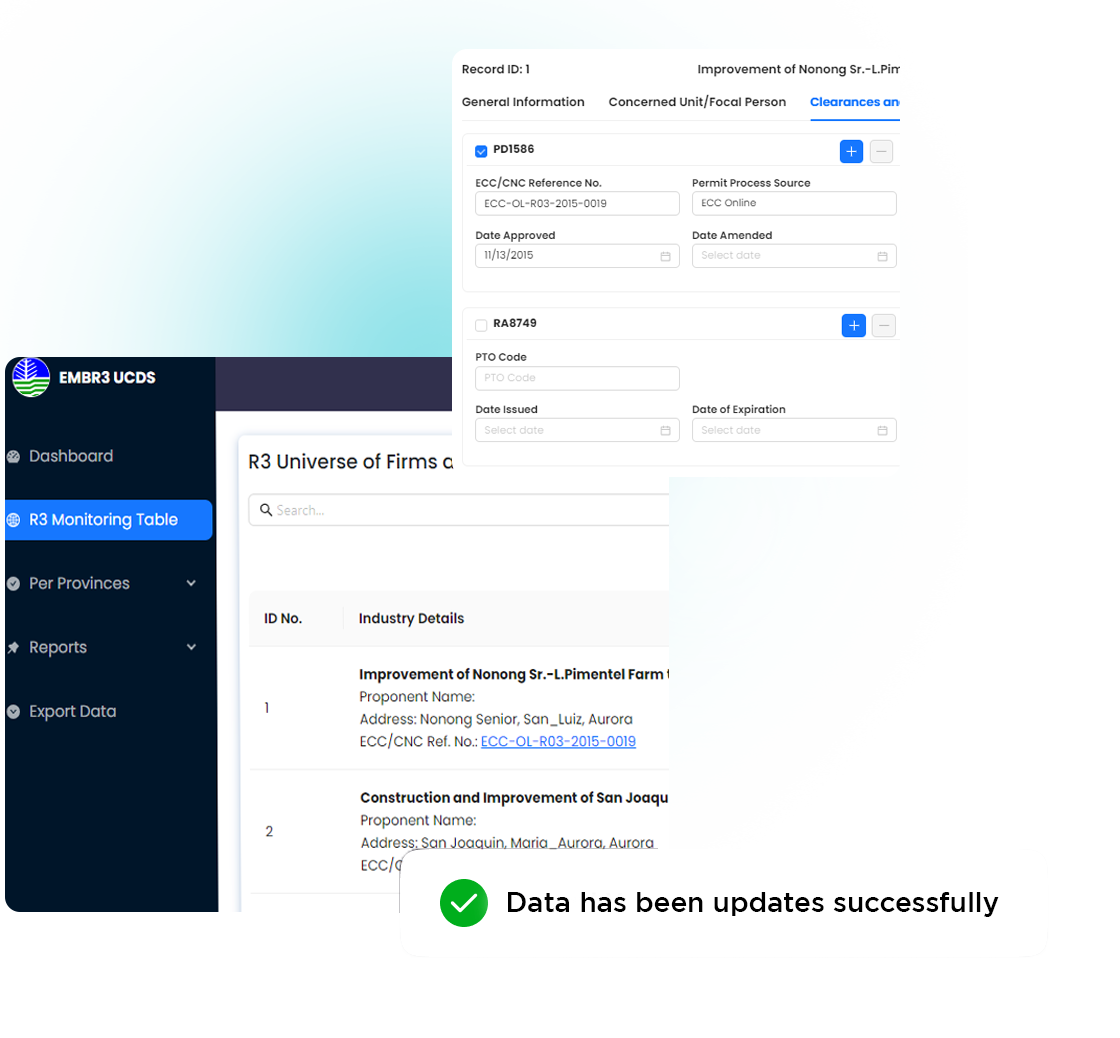 Record ID: 1
Improvement of Nonong Sr.-L.Pim
General Information
Concerned Unit/Focal Person
Clearances an
PD1586
ECC/CNC Reference No.
Permit Process Source
ECC-OL-R03-2015-0019
ECC Online
Date Approved
Date Amended
11/13/2015
Select date
RA8749
PTO Code
PTO Code
Date Issued
Date of Expiration
Select date
Select date
EMBR3 UCDS
Dashboard
R3 Monitoring Table
Per Provinces
Reports
Export Data
R3 Universe of Firms
Search...
ID No.
Industry Details
1
Improvement of Nonong Sr.-L.Pimentel Farm
Proponent Name:
Address: Nonong Senior, San_Luiz, Aurora
ECC/CNC Ref. No.: ECC-OL-R03-2015-0019
2
Construction and Improvement of San Joaqu
Proponent Name:
Address: San Joaquin, Maria_Aurora, Aurora
ECC/C
Data has been updates successfully